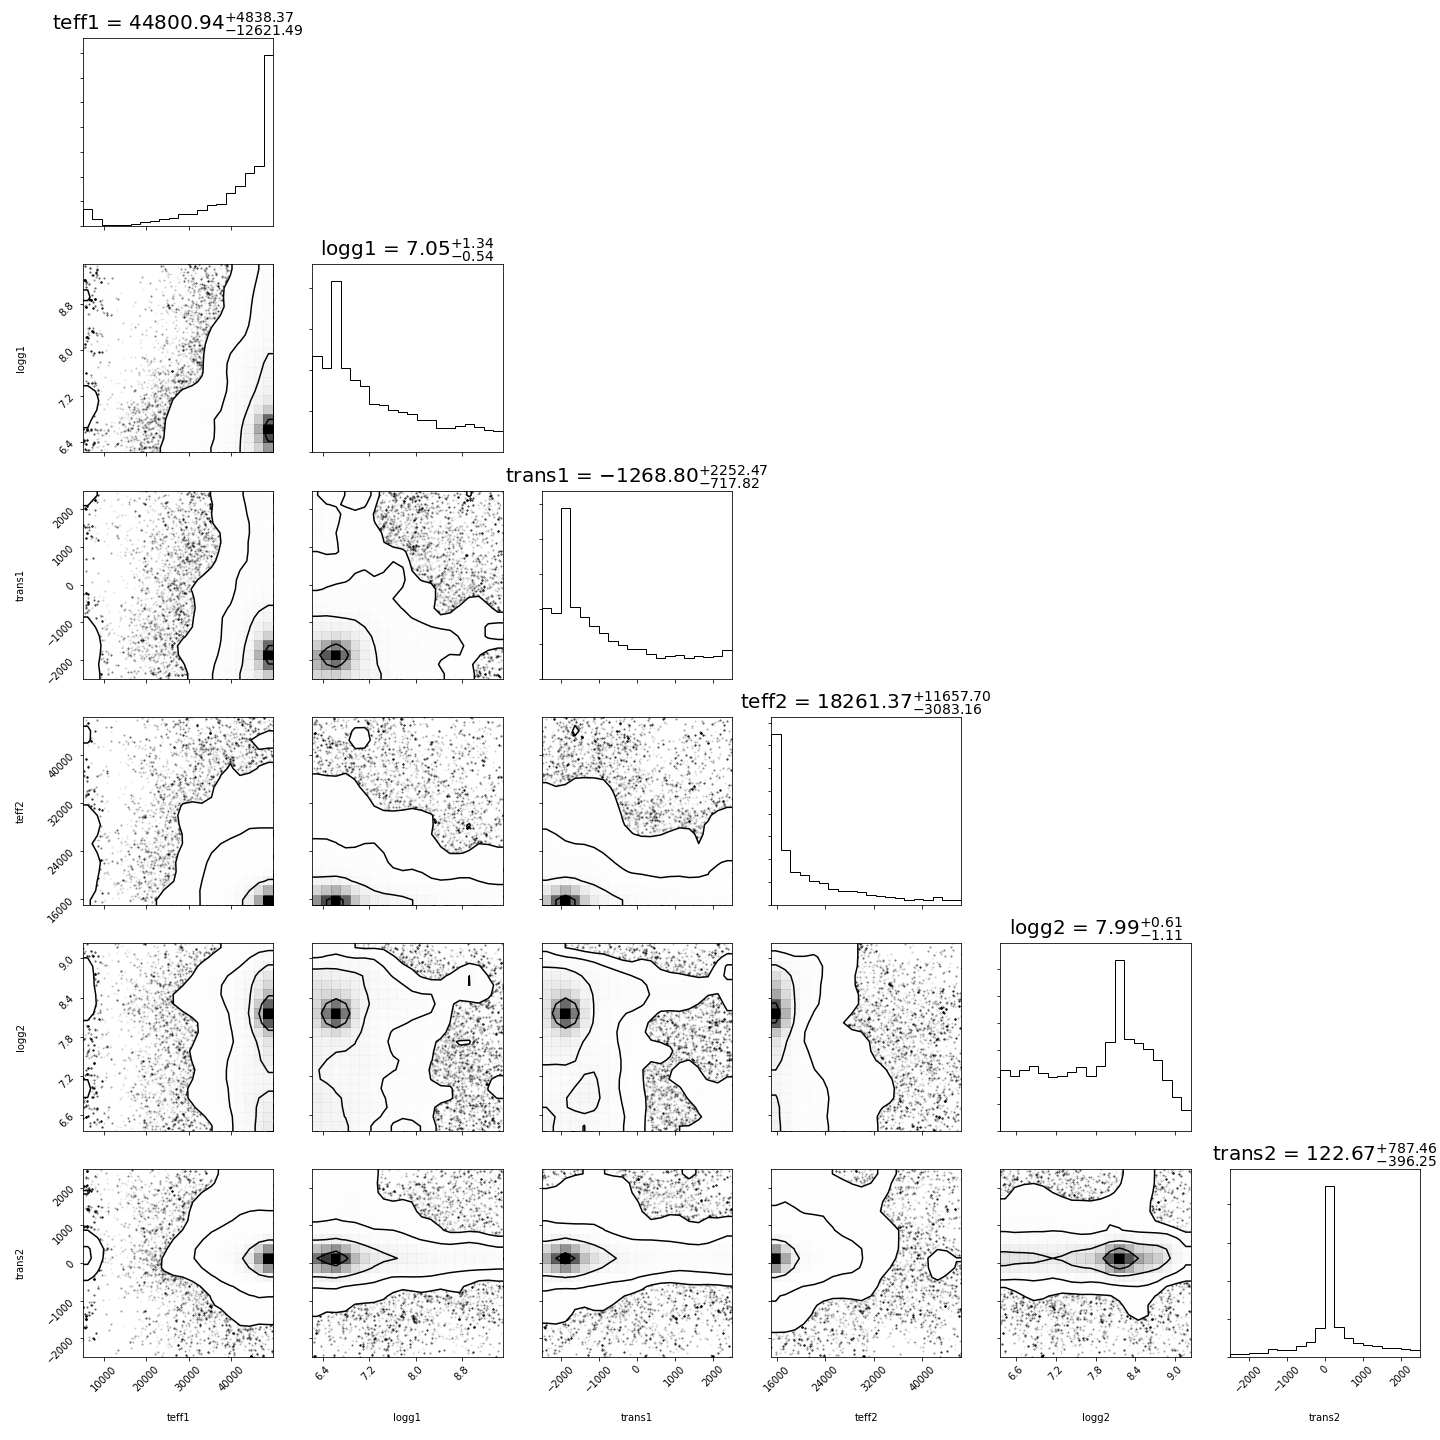 teff1 = 44800.94+4838.37−12621.49
logg1 = 7.05+1.34−0.54
8.8
8.0
7.2
6.4
logg1
trans1 = −1268.80+2252.47−717.82
2000
1000
0
−1000
−2000
trans1
teff2 = 18261.37+11657.70−3083.16
40000
32000
24000
16000
teff2
logg2 = 7.99+0.61−1.11
9.0
8.4
7.8
7.2
6.6
logg2
trans2 = 122.67+787.46−396.25
2000
1000
0
−1000
−2000
trans2
10000 20000 30000 40000 6.4 7.2 8.0 8.8 −2000 −1000 0 1000 2000 16000 24000 32000 40000 6.6 7.2 7.8 8.4 9.0 −2000 −1000 0 1000 2000
teff1 logg1 trans1 teff2 logg2 trans2